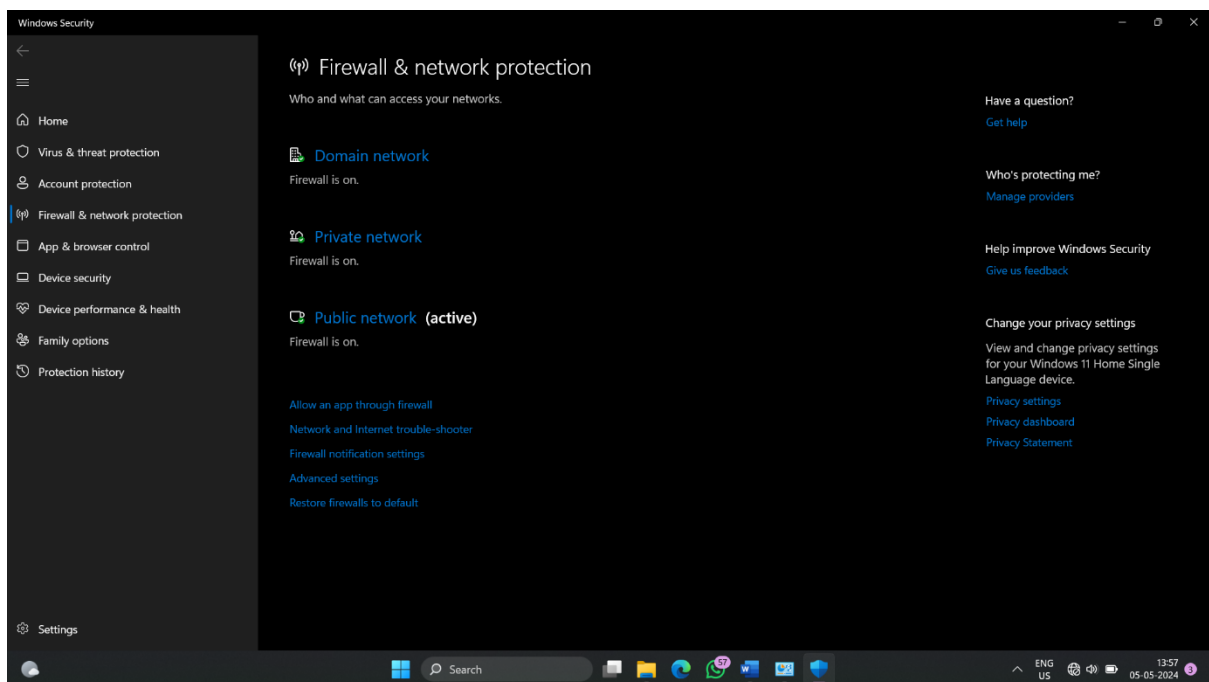 Windows Security
Home
Virus & threat protection
Account protection
Firewall & network protection
App & browser control
Device security
Device performance & health
Family options
Protection history
Settings
Firewall & network protection
Who and what can access your networks.
Domain network
Firewall is on.
Private network
Firewall is on.
Public network (active)
Firewall is on.
Allow an app through firewall
Network and Internet trouble-shooter
Firewall notification settings
Advanced settings
Restore firewalls to default
Have a question?
Get help
Who's protecting me?
Manage providers
Help improve Windows Security
Give us feedback
Change your privacy settings
View and change privacy settings
for your Windows 11 Home Single
Language device.
Privacy settings
Privacy dashboard
Privacy Statement
Search
57
W
ENG
US
13:57
05-05-2024
3